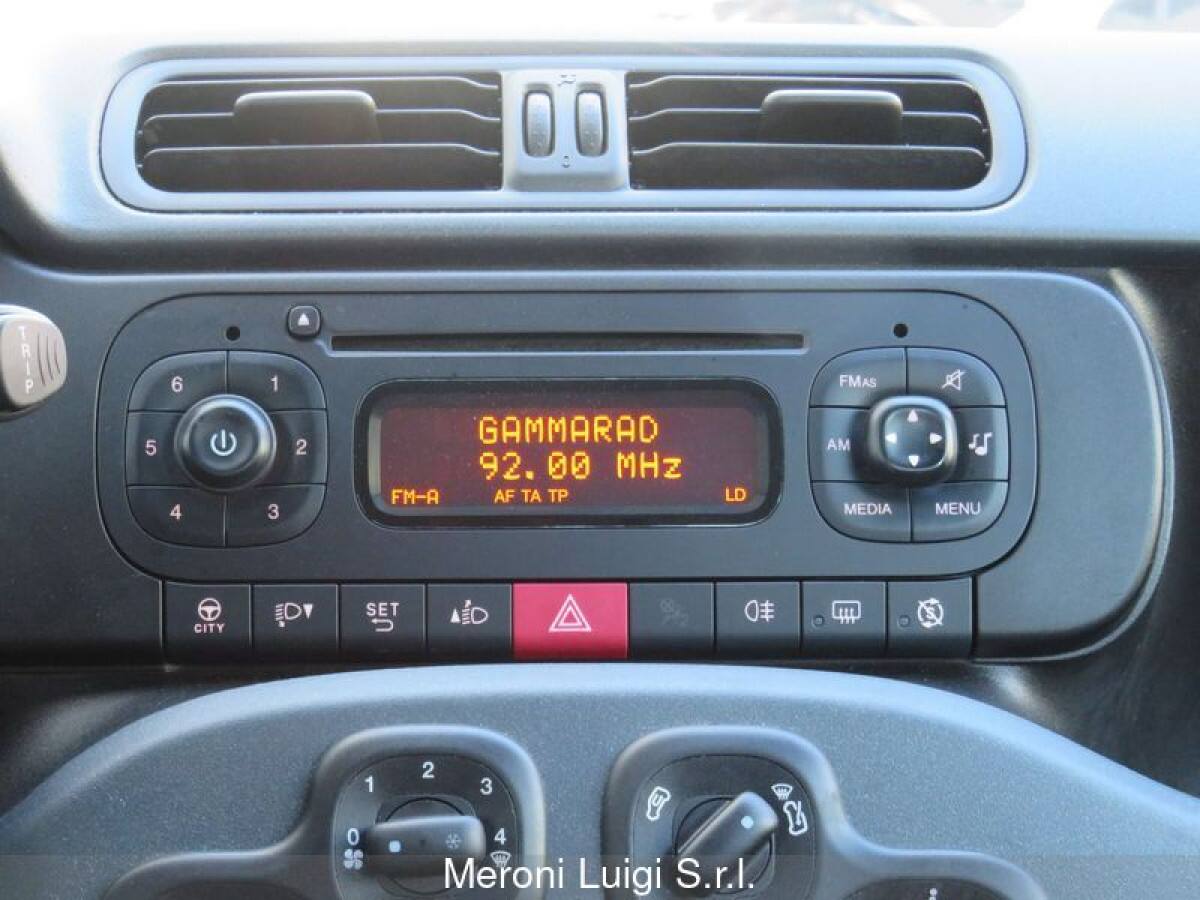 TRIP
6 1
5 2
4 3
GAMMARAD
92.00 MHz
FM-A AF TA TP LD
FMAS
AM
MEDIA MENU
CITY
SET
1 2 3
0 4
Meroni Luigi S.r.l.